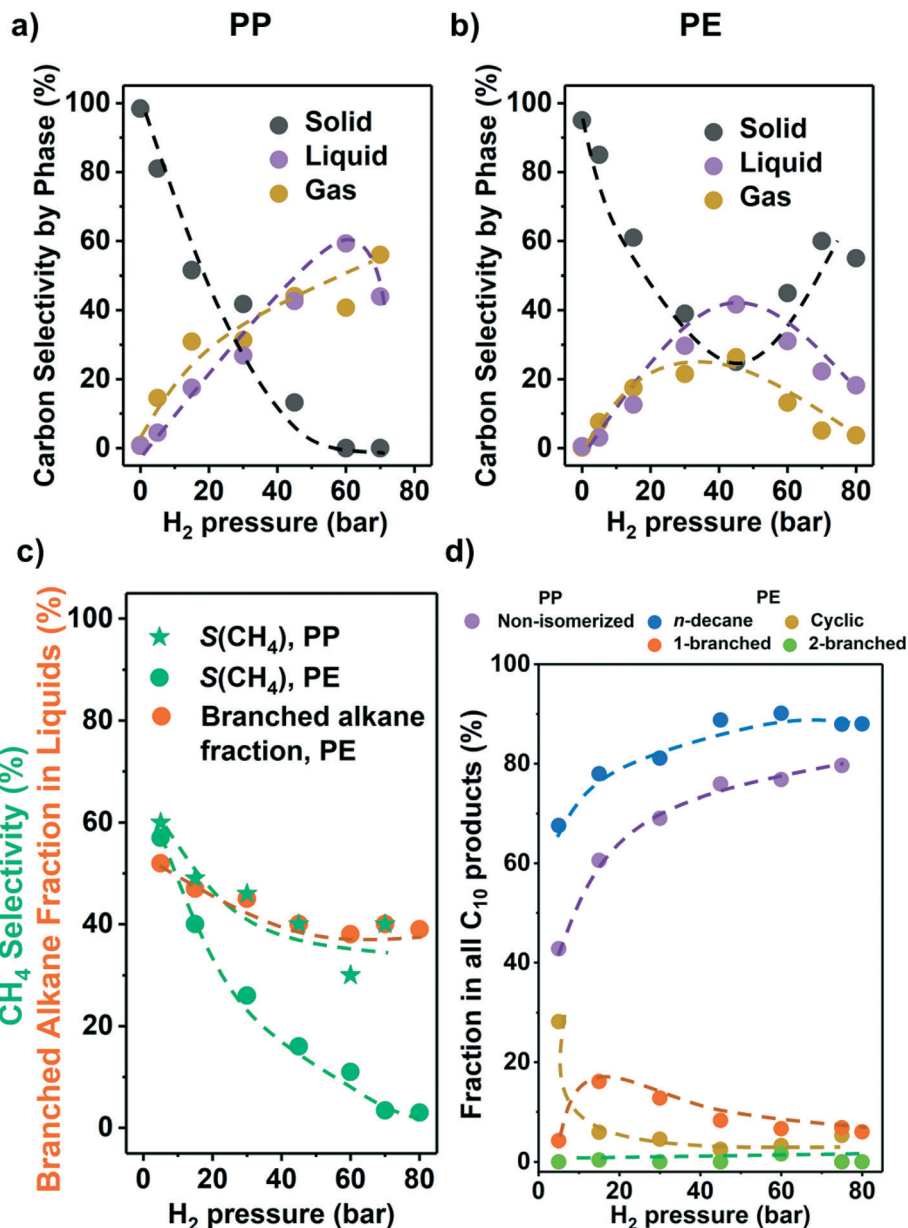 a)
PP
Carbon Selectivity by Phase (%)
100
80
60
40
20
0
Solid
Liquid
Gas
0 20 40 60 80
H₂ pressure (bar)
b)
PE
Carbon Selectivity by Phase (%)
100
80
60
40
20
0
Solid
Liquid
Gas
0 20 40 60 80
H₂ pressure (bar)
c)
CH₄ Selectivity (%)
Branched Alkane Fraction in Liquids (%)
100
80
60
40
20
0
S(CH₄), PP
S(CH₄), PE
Branched alkane
fraction, PE
0 20 40 60 80
H₂ pressure (bar)
d)
PP PE
Non-isomerized n-decane Cyclic
1-branched 2-branched
Fraction in all C₁₀ products (%)
100
80
60
40
20
0
0 20 40 60 80
H₂ pressure (bar)